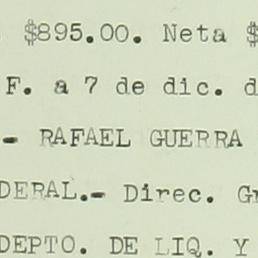 $895.00. Neta $
F. a 7 de dic. d
- RAFAEL GUERRA
DERAL.- Direc. G
DEPTO. DE LIQ. Y